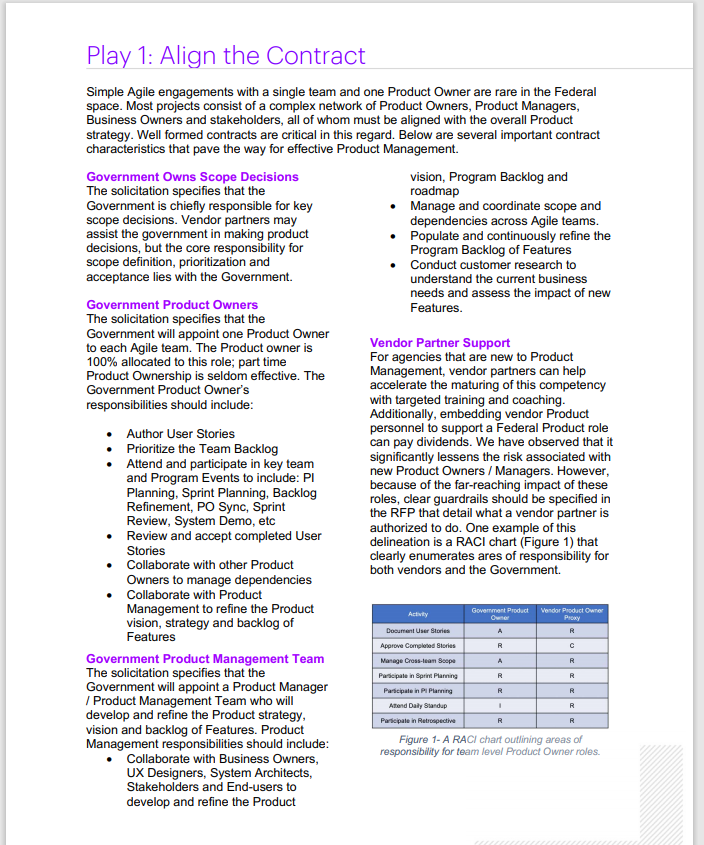 Play 1: Align the Contract
Simple Agile engagements with a single team and one Product Owner are rare in the Federal
space. Most projects consist of a complex network of Product Owners, Product Managers,
Business Owners and stakeholders, all of whom must be aligned with the overall Product
strategy. Well formed contracts are critical in this regard. Below are several important contract
characteristics that pave the way for effective Product Management.
Government Owns Scope Decisions
The solicitation specifies that the
Government is chiefly responsible for key
scope decisions. Vendor partners may
assist the government in making product
decisions, but the core responsibility for
scope definition, prioritization and
acceptance lies with the Government.
Government Product Owners
The solicitation specifies that the
Government will appoint one Product Owner
to each Agile team. The Product owner is
100% allocated to this role; part time
Product Ownership is seldom effective. The
Government Product Owner's
responsibilities should include:
• Author User Stories
• Prioritize the Team Backlog
• Attend and participate in key team
and Program Events to include: PI
Planning, Sprint Planning, Backlog
Refinement, PO Sync, Sprint
Review, System Demo, etc
• Review and accept completed User
Stories
• Collaborate with other Product
Owners to manage dependencies
• Collaborate with Product
Management to refine the Product
vision, strategy and backlog of
Features
Government Product Management Team
The solicitation specifies that the
Government will appoint a Product Manager
/ Product Management Team who will
develop and refine the Product strategy,
vision and backlog of Features. Product
Management responsibilities should include:
• Collaborate with Business Owners,
UX Designers, System Architects,
Stakeholders and End-users to
develop and refine the Product
vision, Program Backlog and
roadmap
• Manage and coordinate scope and
dependencies across Agile teams.
• Populate and continuously refine the
Program Backlog of Features
• Conduct customer research to
understand the current business
needs and assess the impact of new
Features.
Vendor Partner Support
For agencies that are new to Product
Management, vendor partners can help
accelerate the maturing of this competency
with targeted training and coaching.
Additionally, embedding vendor Product
personnel to support a Federal Product role
can pay dividends. We have observed that it
significantly lessens the risk associated with
new Product Owners / Managers. However,
because of the far-reaching impact of these
roles, clear guardrails should be specified in
the RFP that detail what a vendor partner is
authorized to do. One example of this
delineation is a RACI chart (Figure 1) that
clearly enumerates ares of responsibility for
both vendors and the Government.
Activity Government Product Owner Vendor Product Owner Proxy
Document User Stories A R
Approve Completed Stories R C
Manage Cross-team Scope A R
Participate in Sprint Planning R R
Participate in PI Planning R R
Attend Daily Standup I R
Participate in Retrospective R R
Figure 1- A RACI chart outlining areas of
responsibility for team level Product Owner roles.